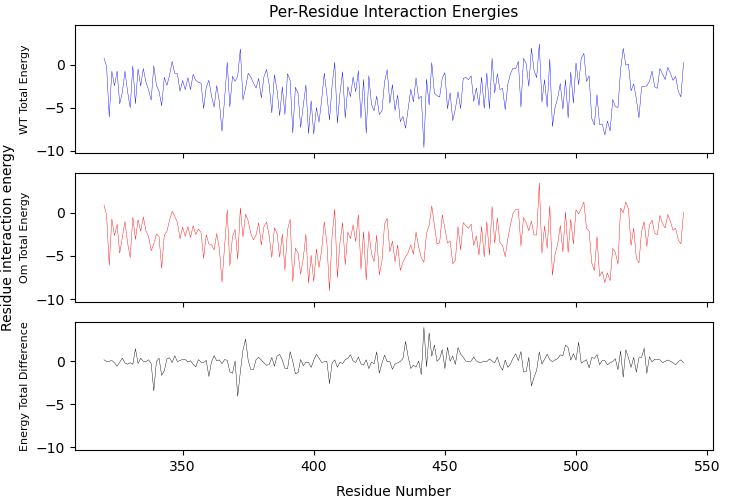 Per-Residue Interaction Energies
Residue interaction energy
WT Total Energy
0
−5
−10
Om Total Energy
0
−5
−10
Energy Total Difference
0
−5
−10
350 400 450 500 550
Residue Number